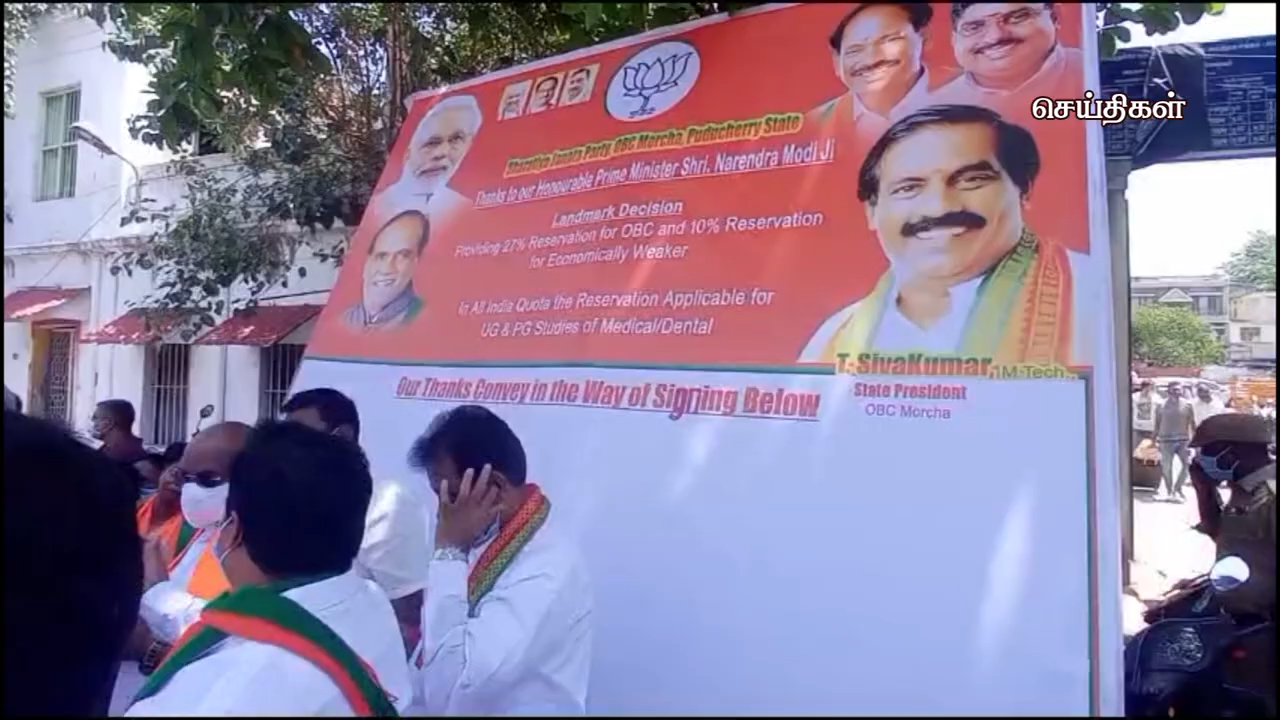 செய்திகள்
Bharatiya Janata Party, OBC Morcha, Puducherry State
Thanks to our Honourable Prime Minister Shri. Narendra Modi Ji
Landmark Decision
Providing 27% Reservation for OBC and 10% Reservation
for Economically Weaker
In All India Quota the Reservation Applicable for
UG & PG Studies of Medical/Dental
T. SivaKumar, M.Tech.,
State President
OBC Morcha
Our Thanks Convey in the Way of Signing Below